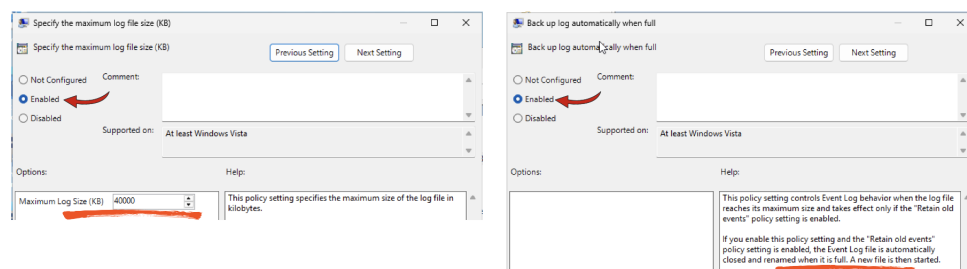 Specify the maximum log file size (KB)
Specify the maximum log file size (KB)
Previous Setting
Next Setting
Not Configured
Comment:
Enabled
Disabled
Supported on:
At least Windows Vista
Options:
Help:
Maximum Log Size (KB)
40000
This policy setting specifies the maximum size of the log file in
kilobytes.
Back up log automatically when full
Back up log automatically when full
Previous Setting
Next Setting
Not Configured
Comment:
Enabled
Disabled
Supported on:
At least Windows Vista
Options:
Help:
This policy setting controls Event Log behavior when the log file
reaches its maximum size and takes effect only if the "Retain old
events" policy setting is enabled.
If you enable this policy setting and the "Retain old events"
policy setting is enabled, the Event Log file is automatically
closed and renamed when it is full. A new file is then started.